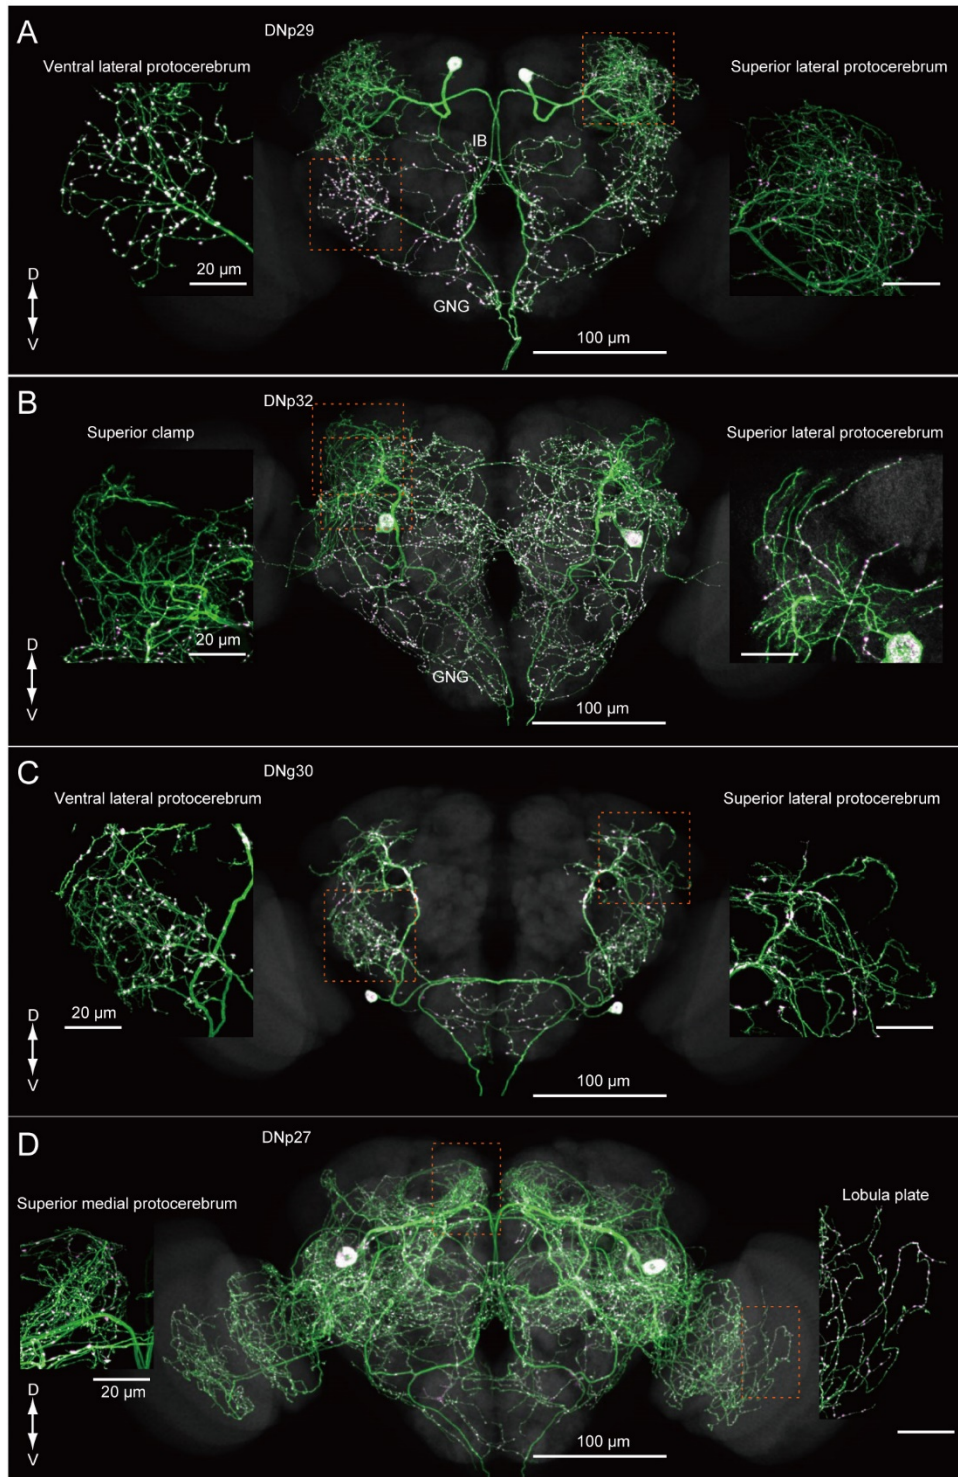 A
DNp29
Ventral lateral protocerebrum
Superior lateral protocerebrum
IB
20 µm
D
V
GNG
100 µm
B
DNp32
Superior clamp
Superior lateral protocerebrum
20 µm
D
V
GNG
100 µm
C
DNg30
Ventral lateral protocerebrum
Superior lateral protocerebrum
20 µm
D
V
100 µm
D
DNp27
Superior medial protocerebrum
Lobula plate
20 µm
D
V
100 µm